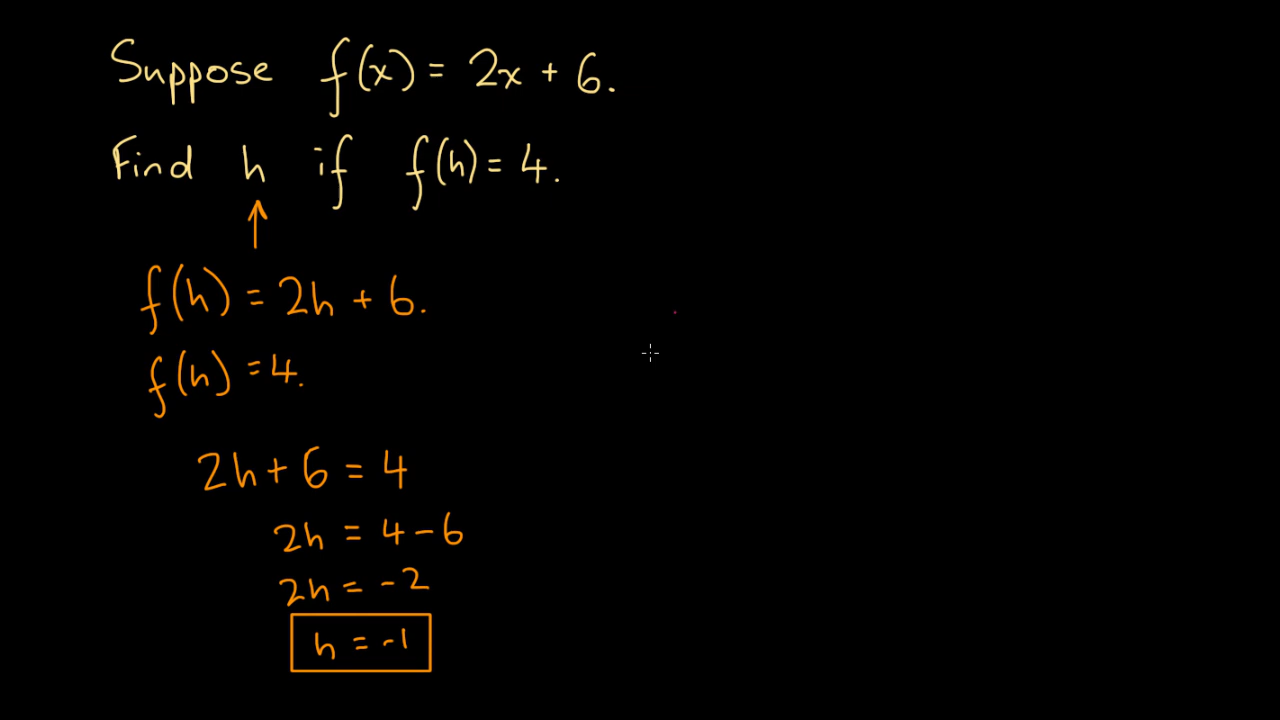 Suppose f(x) = 2x + 6.
Find h if f(h) = 4.
f(h) = 2h + 6.
f(h) = 4.
2h + 6 = 4
2h = 4 - 6
2h = -2
h = -1